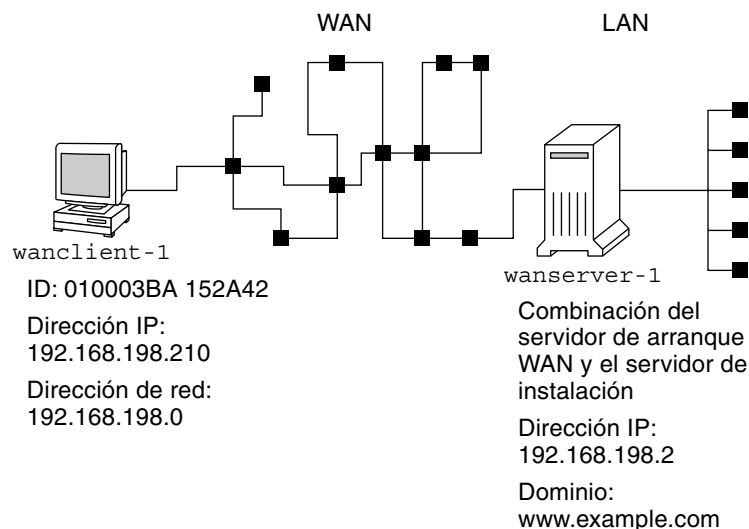 WAN
LAN
wanclient-1
ID: 010003BA 152A42
Dirección IP:
192.168.198.210
Dirección de red:
192.168.198.0
wanserver-1
Combinación del
servidor de arranque
WAN y el servidor de
instalación
Dirección IP:
192.168.198.2
Dominio:
www.example.com